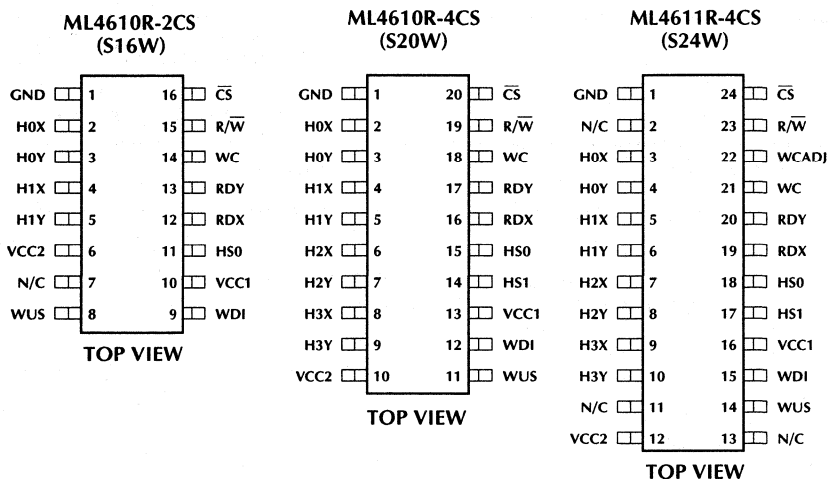 ML4610R-2CS
(S16W)
GND 1 16 C̅S̅
H0X 2 15 R/W̅
H0Y 3 14 WC
H1X 4 13 RDY
H1Y 5 12 RDX
VCC2 6 11 HS0
N/C 7 10 VCC1
WUS 8 9 WDI
TOP VIEW
ML4610R-4CS
(S20W)
GND 1 20 C̅S̅
H0X 2 19 R/W̅
H0Y 3 18 WC
H1X 4 17 RDY
H1Y 5 16 RDX
H2X 6 15 HS0
H2Y 7 14 HS1
H3X 8 13 VCC1
H3Y 9 12 WDI
VCC2 10 11 WUS
TOP VIEW
ML4611R-4CS
(S24W)
GND 1 24 C̅S̅
N/C 2 23 R/W̅
H0X 3 22 WCADJ
H0Y 4 21 WC
H1X 5 20 RDY
H1Y 6 19 RDX
H2X 7 18 HS0
H2Y 8 17 HS1
H3X 9 16 VCC1
H3Y 10 15 WDI
N/C 11 14 WUS
VCC2 12 13 N/C
TOP VIEW